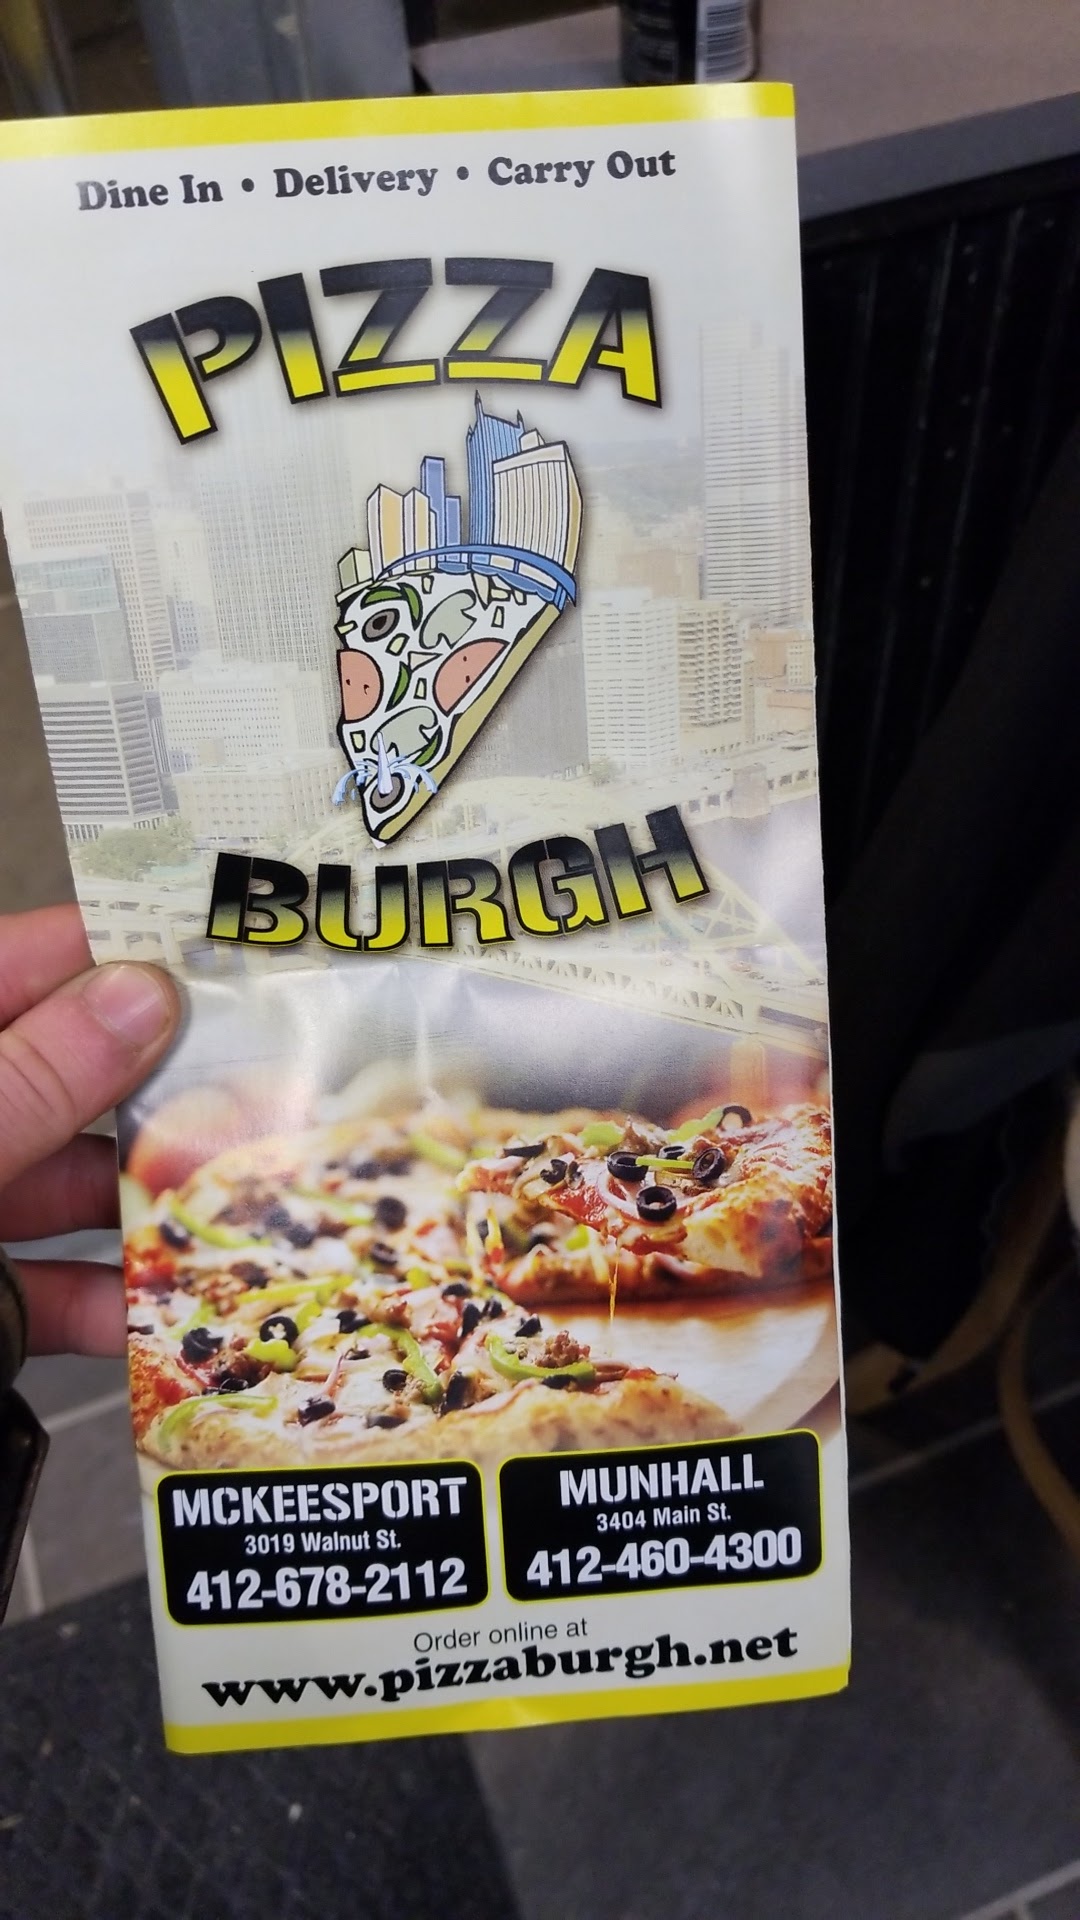 Dine In • Delivery • Carry Out
PIZZA
BURGH
MCKEESPORT
3019 Walnut St.
412-678-2112
MUNHALL
3404 Main St.
412-460-4300
Order online at
www.pizzaburgh.net